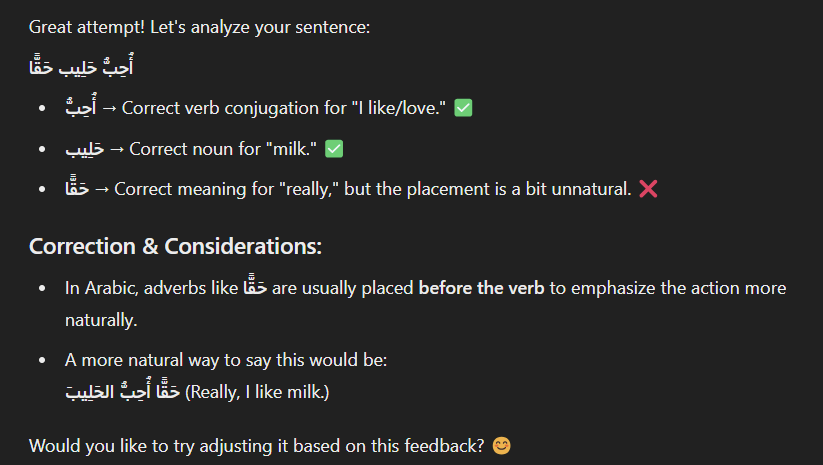 Great attempt! Let's analyze your sentence:
أُحِبُّ حَلِيب حَقًّا
• أُحِبُّ → Correct verb conjugation for "I like/love." ✅
• حَلِيب → Correct noun for "milk." ✅
• حَقًّا → Correct meaning for "really," but the placement is a bit unnatural. ❌
Correction & Considerations:
• In Arabic, adverbs like حَقًّا are usually placed before the verb to emphasize the action more
naturally.
• A more natural way to say this would be:
حَقًّا أُحِبُّ الحَلِيبَ (Really, I like milk.)
Would you like to try adjusting it based on this feedback? 😊